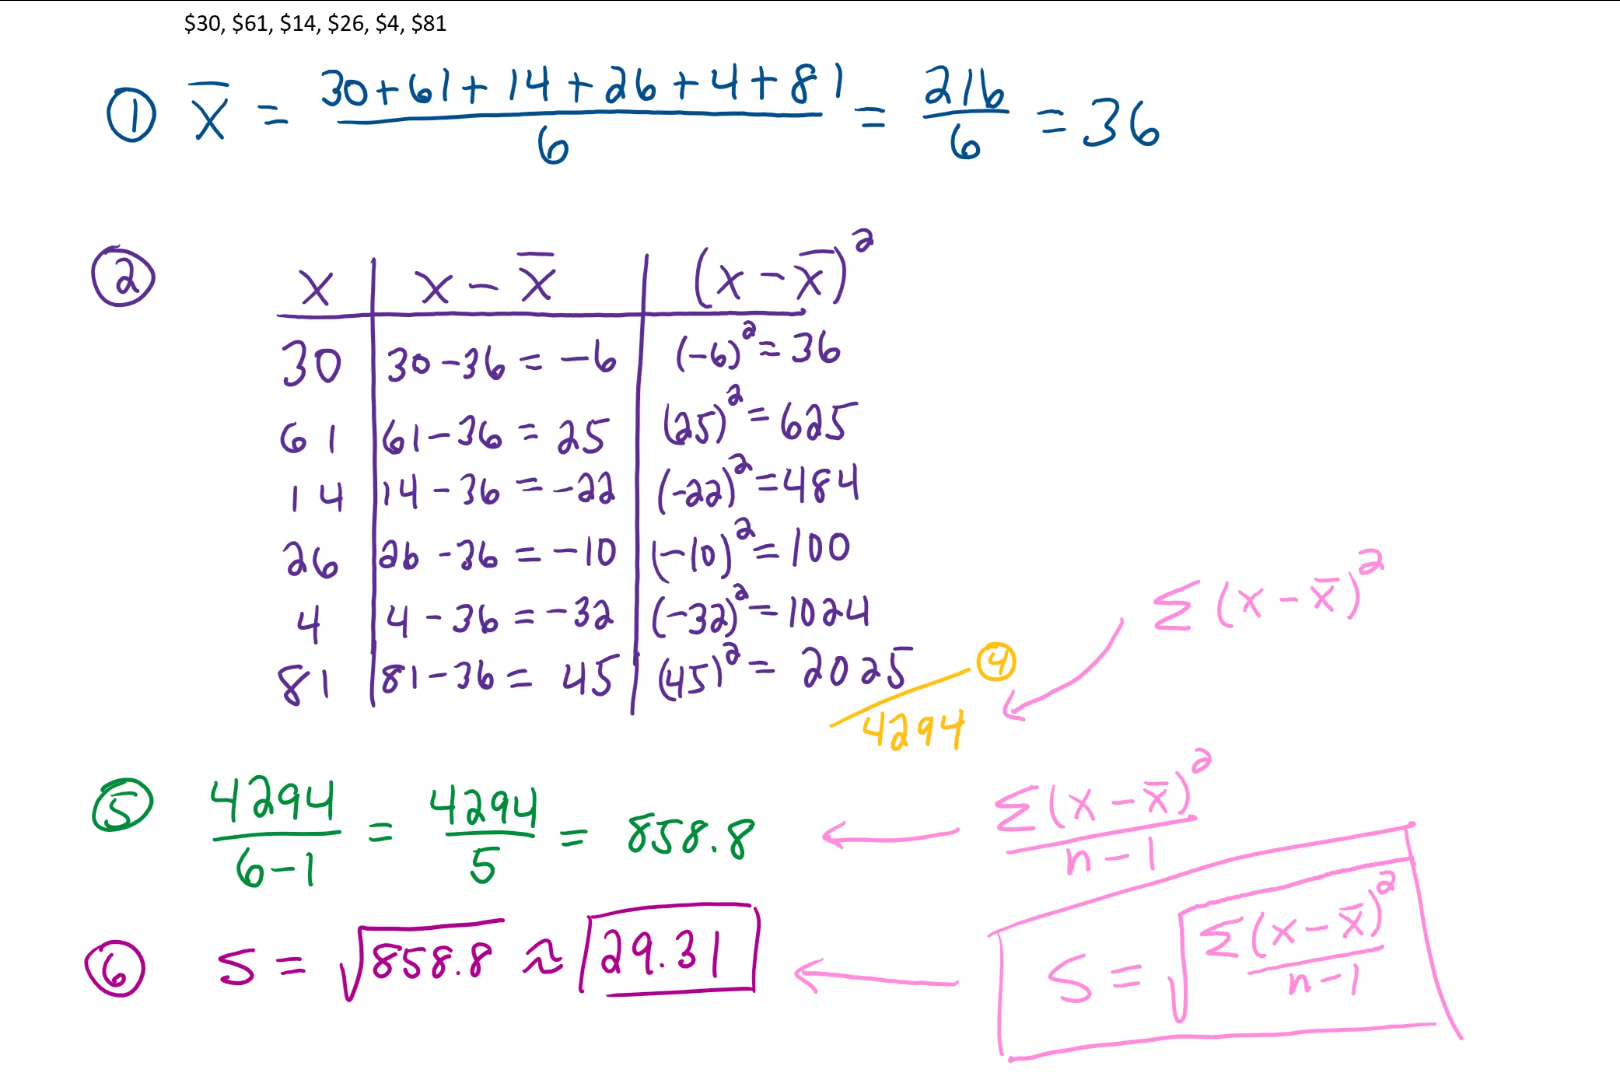 $30, $61, $14, $26, $4, $81
① x̄ = (30+61+14+26+4+81)/6 = 216/6 = 36
② x | x - x̄ | (x - x̄)²
30 | 30-36 = -6 | (-6)² = 36
61 | 61-36 = 25 | (25)² = 625
14 | 14-36 = -22 | (-22)² = 484
26 | 26-36 = -10 | (-10)² = 100
4 | 4-36 = -32 | (-32)² = 1024
Σ(x - x̄)²
81 | 81-36 = 45 | (45)² = 2025
④
4294
⑤ 4294/(6-1) = 4294/5 = 858.8 ← Σ(x - x̄)²/(n-1)
⑥ S = √858.8 ≈ 29.31 ← S = √(Σ(x - x̄)²/(n-1))